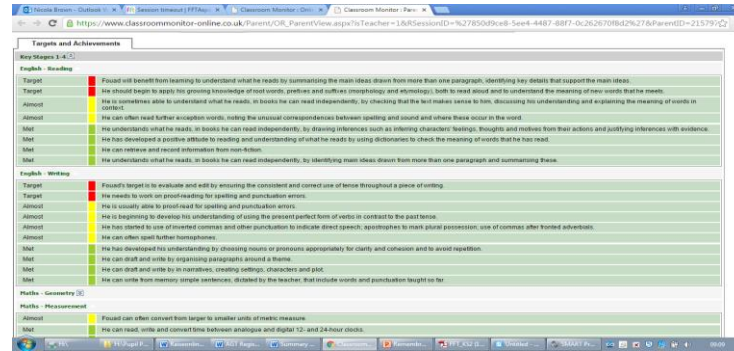 Nicola Brown - Outlook
Session timeout | FFTAsp
Classroom Monitor : Onli
Classroom Monitor : Pare
https://www.classroommonitor-online.co.uk/Parent/OR_ParentView.aspx?isTeacher=1&RSessionID=%27850d9ce8-5ee4-4487-88f7-0c262670f8d2%27&ParentID=21579
Targets and Achievements
Key Stages 1-4
English - Reading
Target Fouad will benefit from learning to understand what he reads by summarising the main ideas drawn from more than one paragraph, identifying key details that support the main ideas.
Target He should begin to apply his growing knowledge of root words, prefixes and suffixes (morphology and etymology), both to read aloud and to understand the meaning of new words that he meets.
Almost He is sometimes able to understand what he reads, in books he can read independently, by checking that the text makes sense to him, discussing his understanding and explaining the meaning of words in
context.
Almost He can often read further exception words, noting the unusual correspondences between spelling and sound and where these occur in the word.
Met He understands what he reads, in books he can read independently, by drawing inferences such as inferring characters' feelings, thoughts and motives from their actions and justifying inferences with evidence.
Met He has developed a positive attitude to reading and understanding of what he reads by using dictionaries to check the meaning of words that he has read.
Met He can retrieve and record information from non-fiction.
Met He understands what he reads, in books he can read independently, by identifying main ideas drawn from more than one paragraph and summarising these.
English - Writing
Target Fouad's target is to evaluate and edit by ensuring the consistent and correct use of tense throughout a piece of writing.
Target He needs to work on proof-reading for spelling and punctuation errors.
Almost He is usually able to proof-read for spelling and punctuation errors.
Almost He is beginning to develop his understanding of using the present perfect form of verbs in contrast to the past tense.
Almost He has started to use of inverted commas and other punctuation to indicate direct speech; apostrophes to mark plural possession; use of commas after fronted adverbials.
Almost He can often spell further homophones.
Met He has developed his understanding by choosing nouns or pronouns appropriately for clarity and cohesion and to avoid repetition.
Met He can draft and write by organising paragraphs around a theme.
Met He can draft and write by in narratives, creating settings, characters and plot.
Met He can write from memory simple sentences, dictated by the teacher, that include words and punctuation taught so far.
Maths - Geometry
Maths - Measurement
Almost Fouad can often convert from larger to smaller units of metric measure.
Met He can read, write and convert time between analogue and digital 12- and 24-hour clocks.